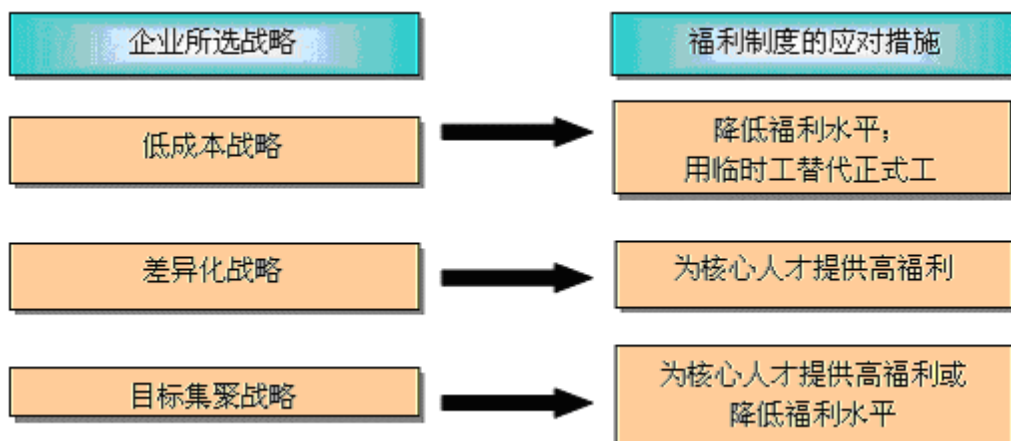 企业所选战略
福利制度的应对措施
低成本战略
降低福利水平；
用临时工替代正式工
差异化战略
为核心人才提供高福利
目标集聚战略
为核心人才提供高福利或
降低福利水平